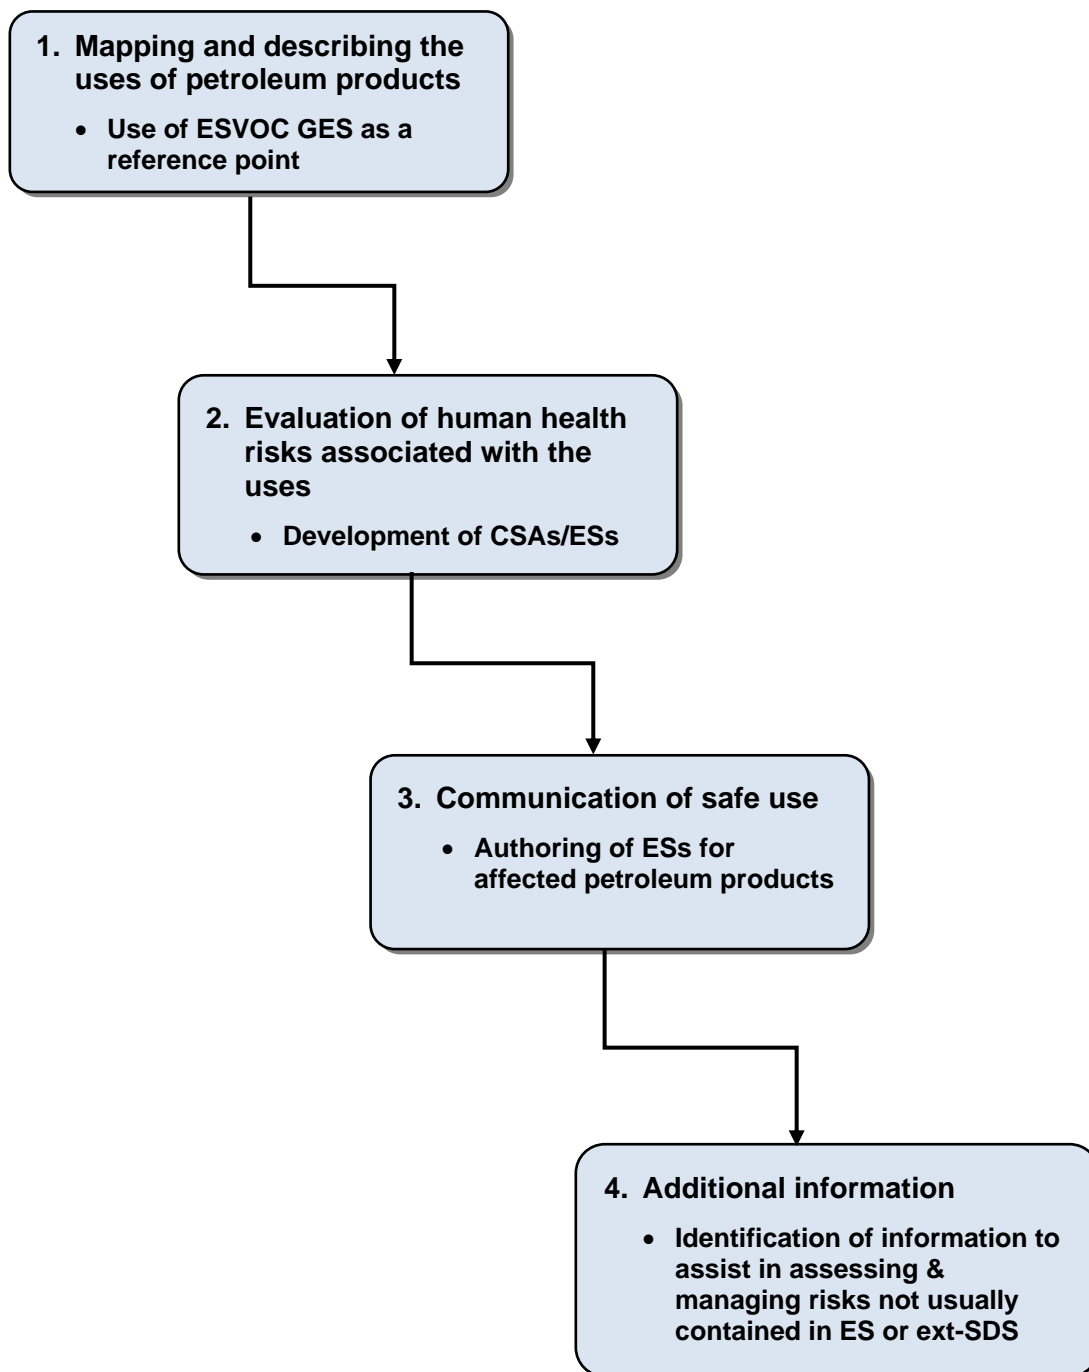 1. Mapping and describing the
uses of petroleum products
• Use of ESVOC GES as a
reference point
2. Evaluation of human health
risks associated with the
uses
• Development of CSAs/ESs
3. Communication of safe use
• Authoring of ESs for
affected petroleum products
4. Additional information
• Identification of information to
assist in assessing &
managing risks not usually
contained in ES or ext-SDS